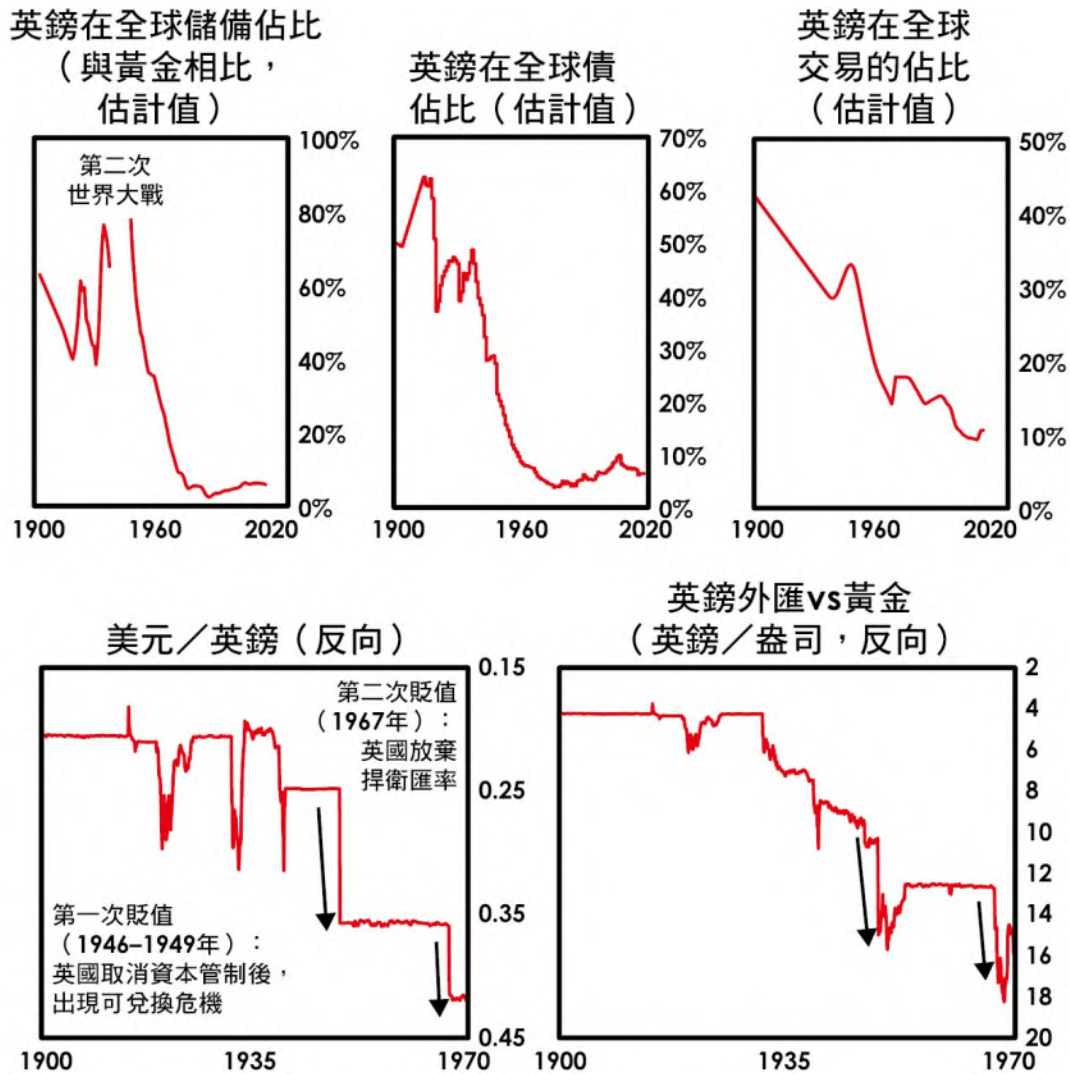 英鎊在全球儲備佔比
（與黃金相比，
估計值）
100%
80%
60%
40%
20%
0%
第二次
世界大戰
1900
1960
2020
英鎊在全球債
佔比（估計值）
70%
60%
50%
40%
30%
20%
10%
0%
1900
1960
2020
英鎊在全球
交易的佔比
（估計值）
50%
40%
30%
20%
10%
0%
1900
1960
2020
美元／英鎊（反向）
0.15
0.25
0.35
0.45
第二次貶值
（1967年）：
英國放棄
捍衛匯率
第一次貶值
（1946–1949年）：
英國取消資本管制後，
出現可兌換危機
1900
1935
1970
英鎊外匯vs黃金
（英鎊／盎司，反向）
2
4
6
8
10
12
14
16
18
20
1900
1935
1970